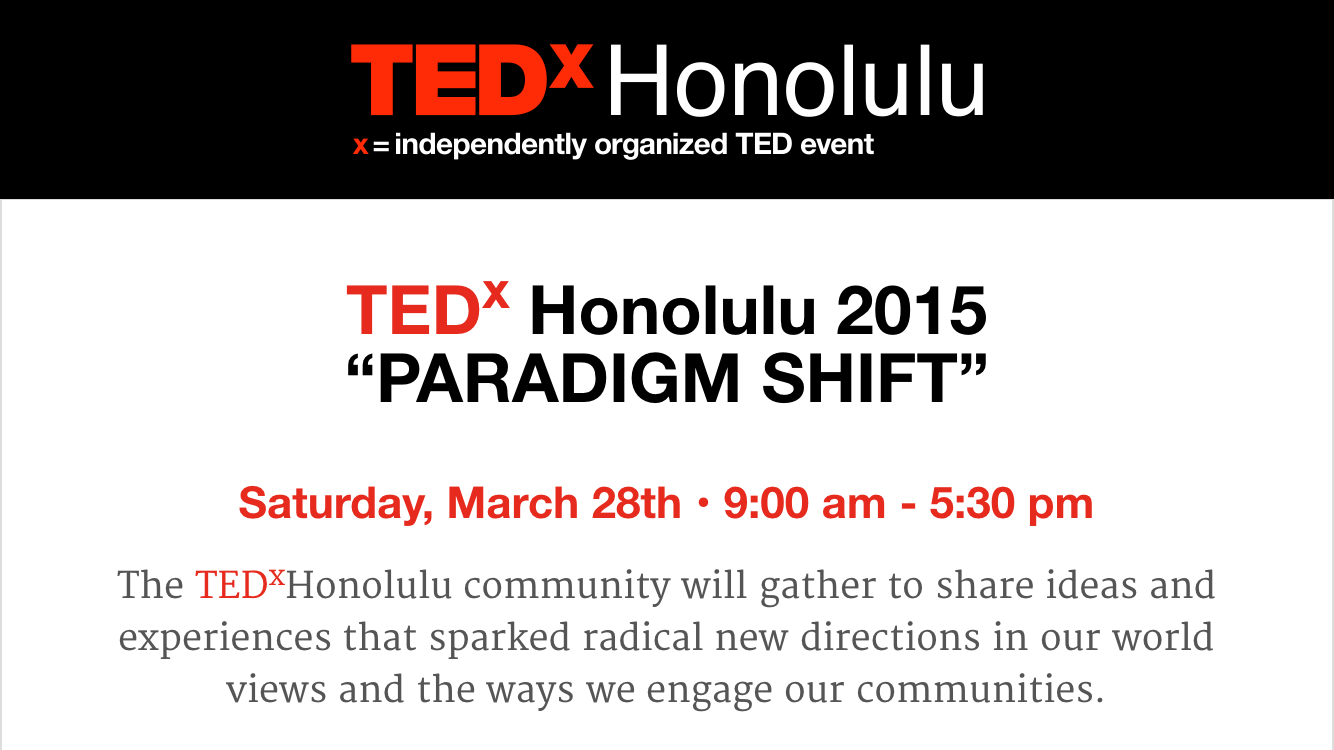 TEDx Honolulu
x = independently organized TED event
TEDx Honolulu 2015
“PARADIGM SHIFT”
Saturday, March 28th • 9:00 am - 5:30 pm
The TEDxHonolulu community will gather to share ideas and
experiences that sparked radical new directions in our world
views and the ways we engage our communities.